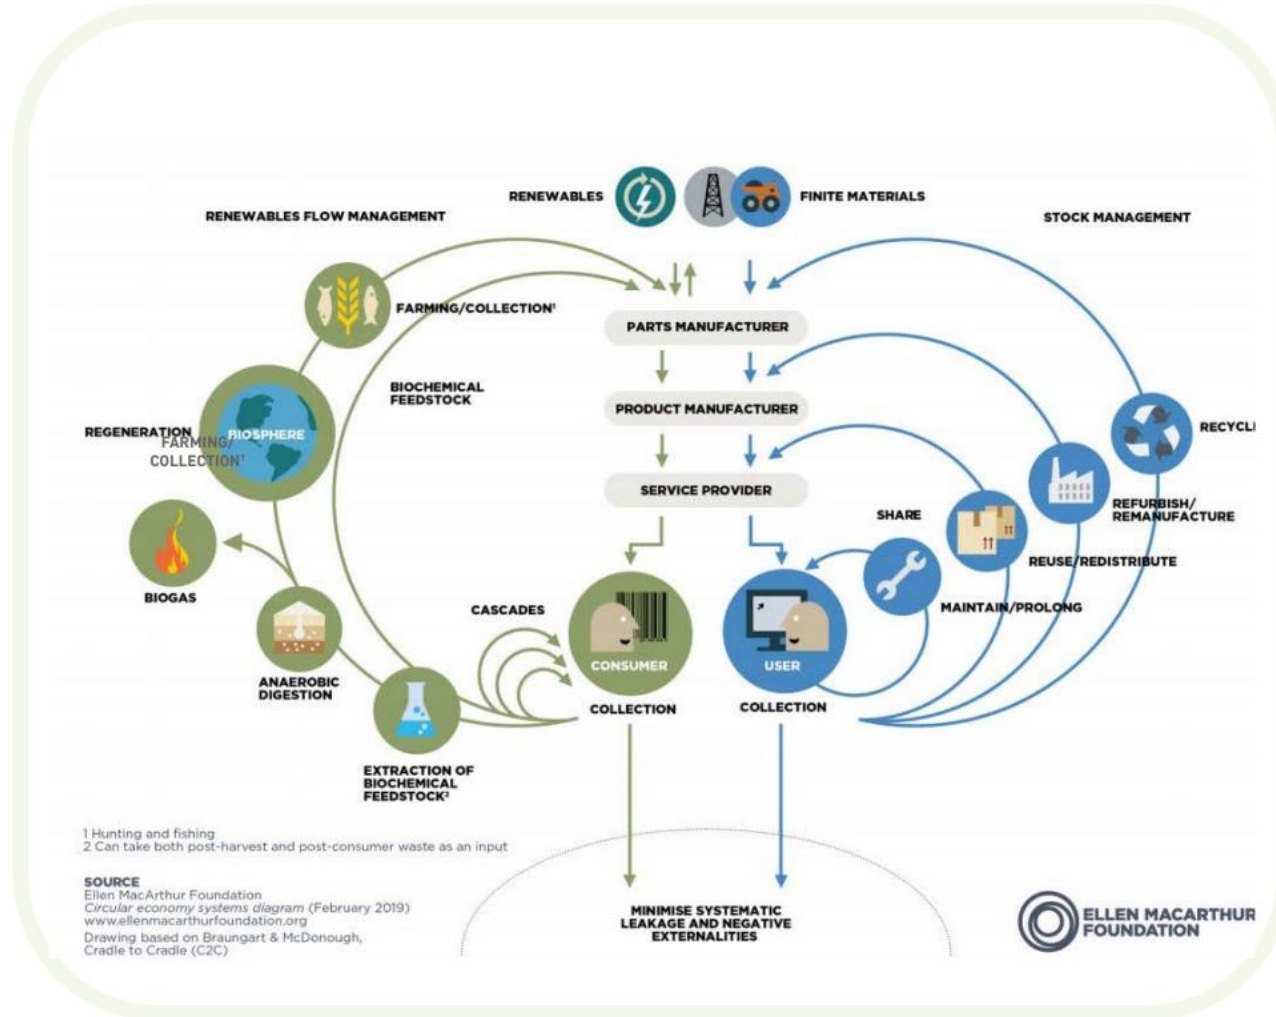 RENEWABLES
FINITE MATERIALS
RENEWABLES FLOW MANAGEMENT
STOCK MANAGEMENT
FARMING/COLLECTION¹
PARTS MANUFACTURER
BIOCHEMICAL
FEEDSTOCK
PRODUCT MANUFACTURER
REGENERATION
BIOSPHERE
FARMING/
COLLECTION¹
RECYCL
SERVICE PROVIDER
SHARE
REFURBISH/
REMANUFACTURE
REUSE/REDISTRIBUTE
BIOGAS
CASCADES
MAINTAIN/PROLONG
CONSUMER
USER
ANAEROBIC
DIGESTION
COLLECTION
COLLECTION
EXTRACTION OF
BIOCHEMICAL
FEEDSTOCK²
1 Hunting and fishing
2 Can take both post-harvest and post-consumer waste as an input
SOURCE
Ellen MacArthur Foundation
Circular economy systems diagram (February 2019)
www.ellenmacarthurfoundation.org
Drawing based on Braungart & McDonough,
Cradle to Cradle (C2C)
MINIMISE SYSTEMATIC
LEAKAGE AND NEGATIVE
EXTERNALITIES
ELLEN MACARTHUR
FOUNDATION